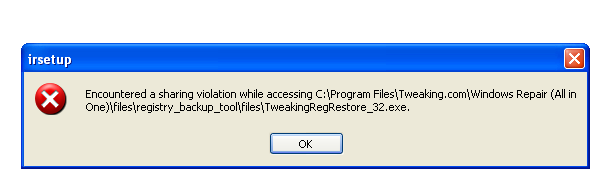 irsetup
Encountered a sharing violation while accessing C:\Program Files\Tweaking.com\Windows Repair (All in
One)\files\registry_backup_tool\files\TweakingRegRestore_32.exe.
OK